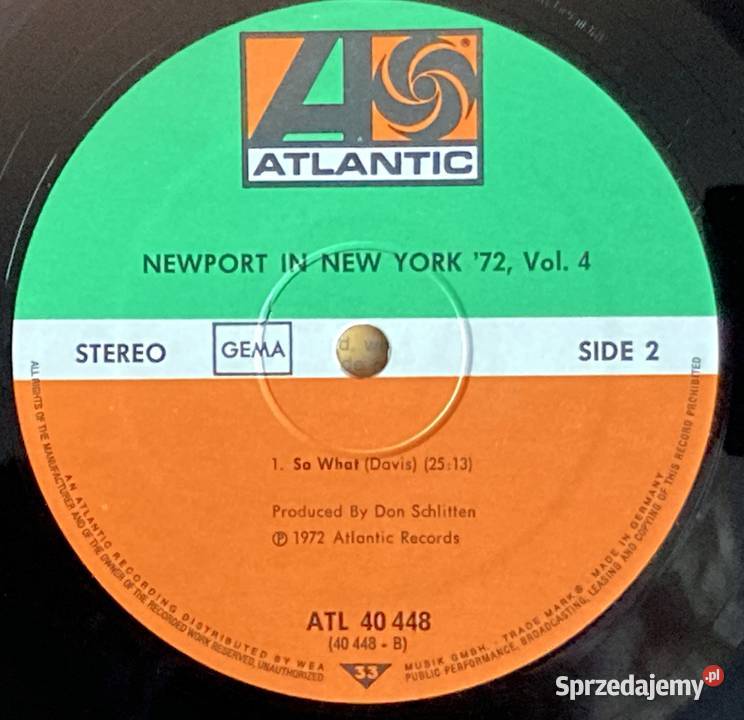 ATLANTIC
NEWPORT IN NEW YORK '72, Vol. 4
STEREO
GEMA
SIDE 2
1. So What (Davis) (25:13)
Produced By Don Schlitten
℗ 1972 Atlantic Records
ATL 40 448
(40 448 - B)
33
AN ATLANTIC RECORDING DISTRIBUTED BY WEA MUSIK GMBH. - TRADE MARK ® - MADE IN GERMANY
ALL RIGHTS OF THE MANUFACTURER AND OF THE OWNER OF THE RECORDED WORK RESERVED, UNAUTHORIZED PUBLIC PERFORMANCE, BROADCASTING, LEASING AND COPYING OF THIS RECORD PROHIBITED
Sprzedajemy.pl